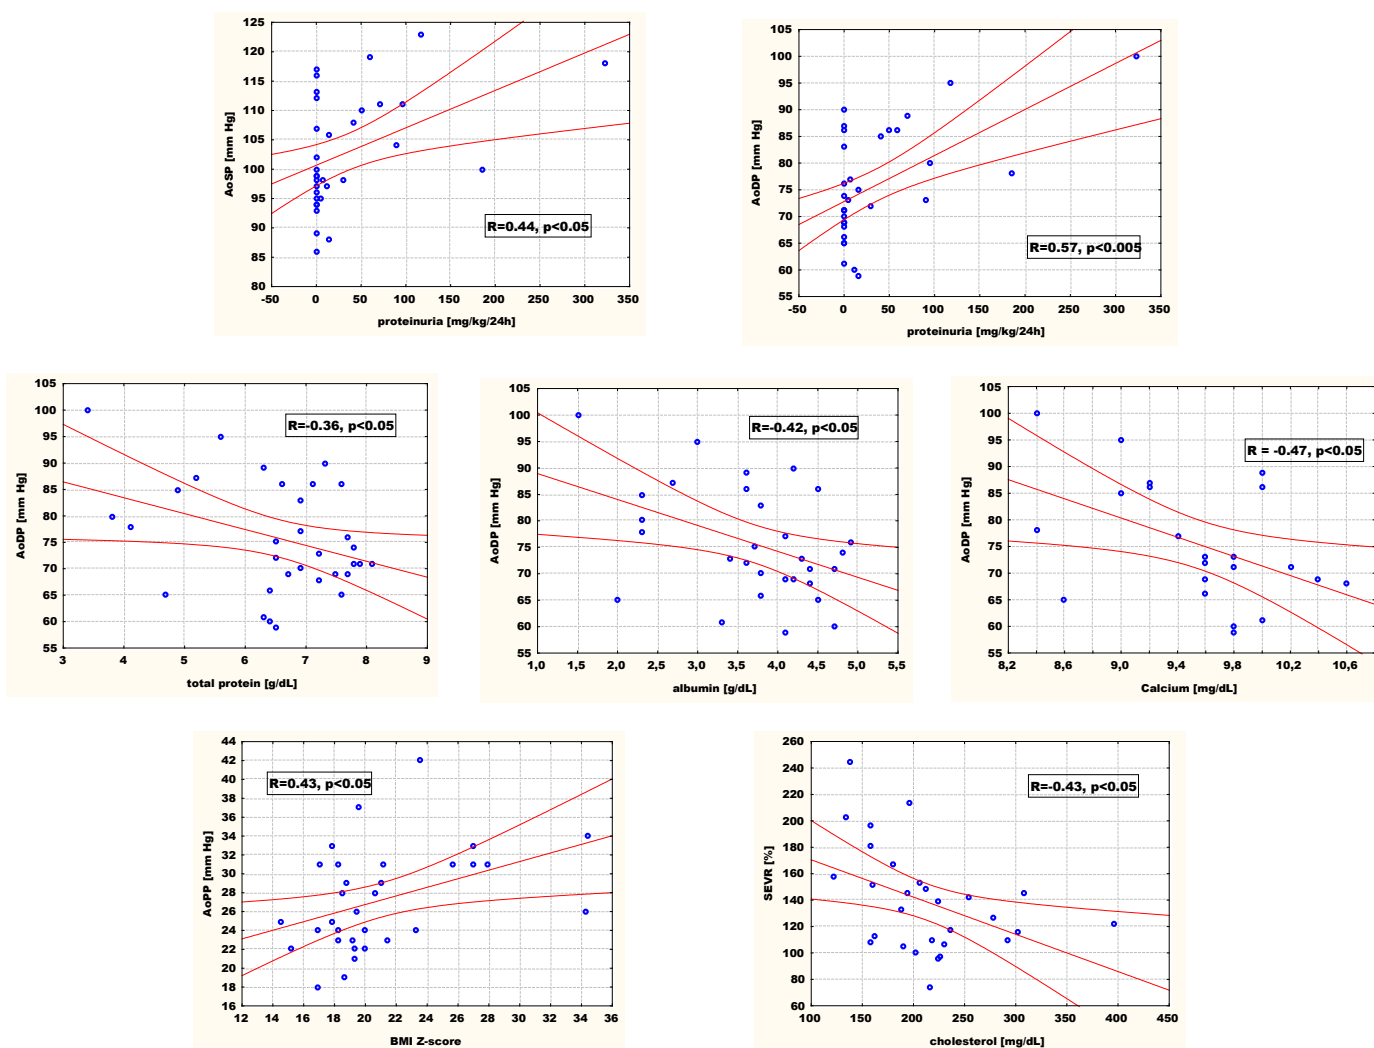 125
120
115
110
105
100
95
90
85
80
AoSP [mm Hg]
R=0.44, p<0.05
-50 0 50 100 150 200 250 300 350
proteinuria [mg/kg/24h]
105
100
95
90
85
80
75
70
65
60
55
AoDP [mm Hg]
R=0.57, p<0.005
-50 0 50 100 150 200 250 300 350
proteinuria [mg/kg/24h]
105
100
95
90
85
80
75
70
65
60
55
AoDP [mm Hg]
R=-0.36, p<0.05
3 4 5 6 7 8 9
total protein [g/dL]
105
100
95
90
85
80
75
70
65
60
55
AoDP [mm Hg]
R=-0.42, p<0.05
1,0 1,5 2,0 2,5 3,0 3,5 4,0 4,5 5,0 5,5
albumin [g/dL]
105
100
95
90
85
80
75
70
65
60
55
AoDP [mm Hg]
R = -0.47, p<0.05
8,2 8,6 9,0 9,4 9,8 10,2 10,6
Calcium [mg/dL]
44
42
40
38
36
34
32
30
28
26
24
22
20
18
16
AoPP [mm Hg]
R=0.43, p<0.05
12 14 16 18 20 22 24 26 28 30 32 34 36
BMI Z-score
260
240
220
200
180
160
140
120
100
80
60
SEVR [%]
R=-0.43, p<0.05
100 150 200 250 300 350 400 450
cholesterol [mg/dL]